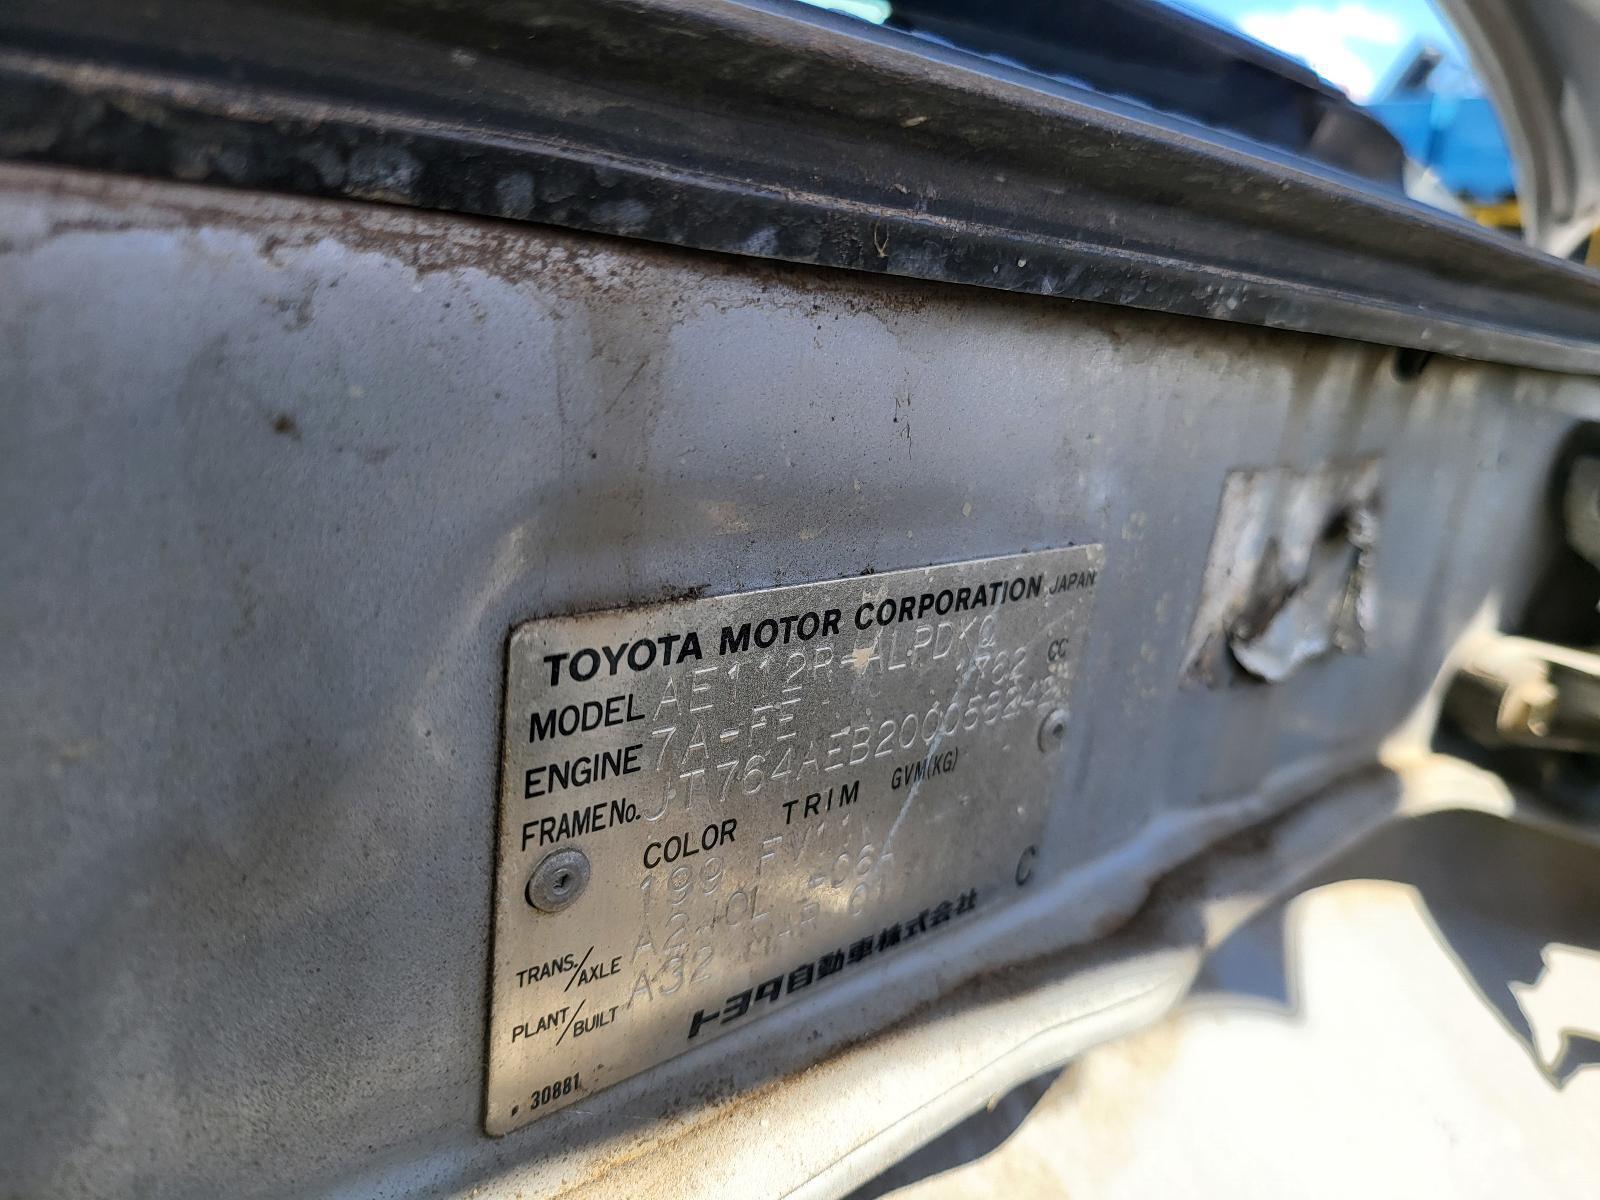 TOYOTA MOTOR CORPORATION JAPAN
MODEL AE112R-ALPDKQ
ENGINE 7A-FE 1762 CC
FRAME No. JT764AEB200058242
COLOR TRIM GVM(KG)
199 FV11
TRANS./AXLE A240L -06A
PLANT/BUILT A32 MAR 01 C
トヨタ自動車株式会社
30881